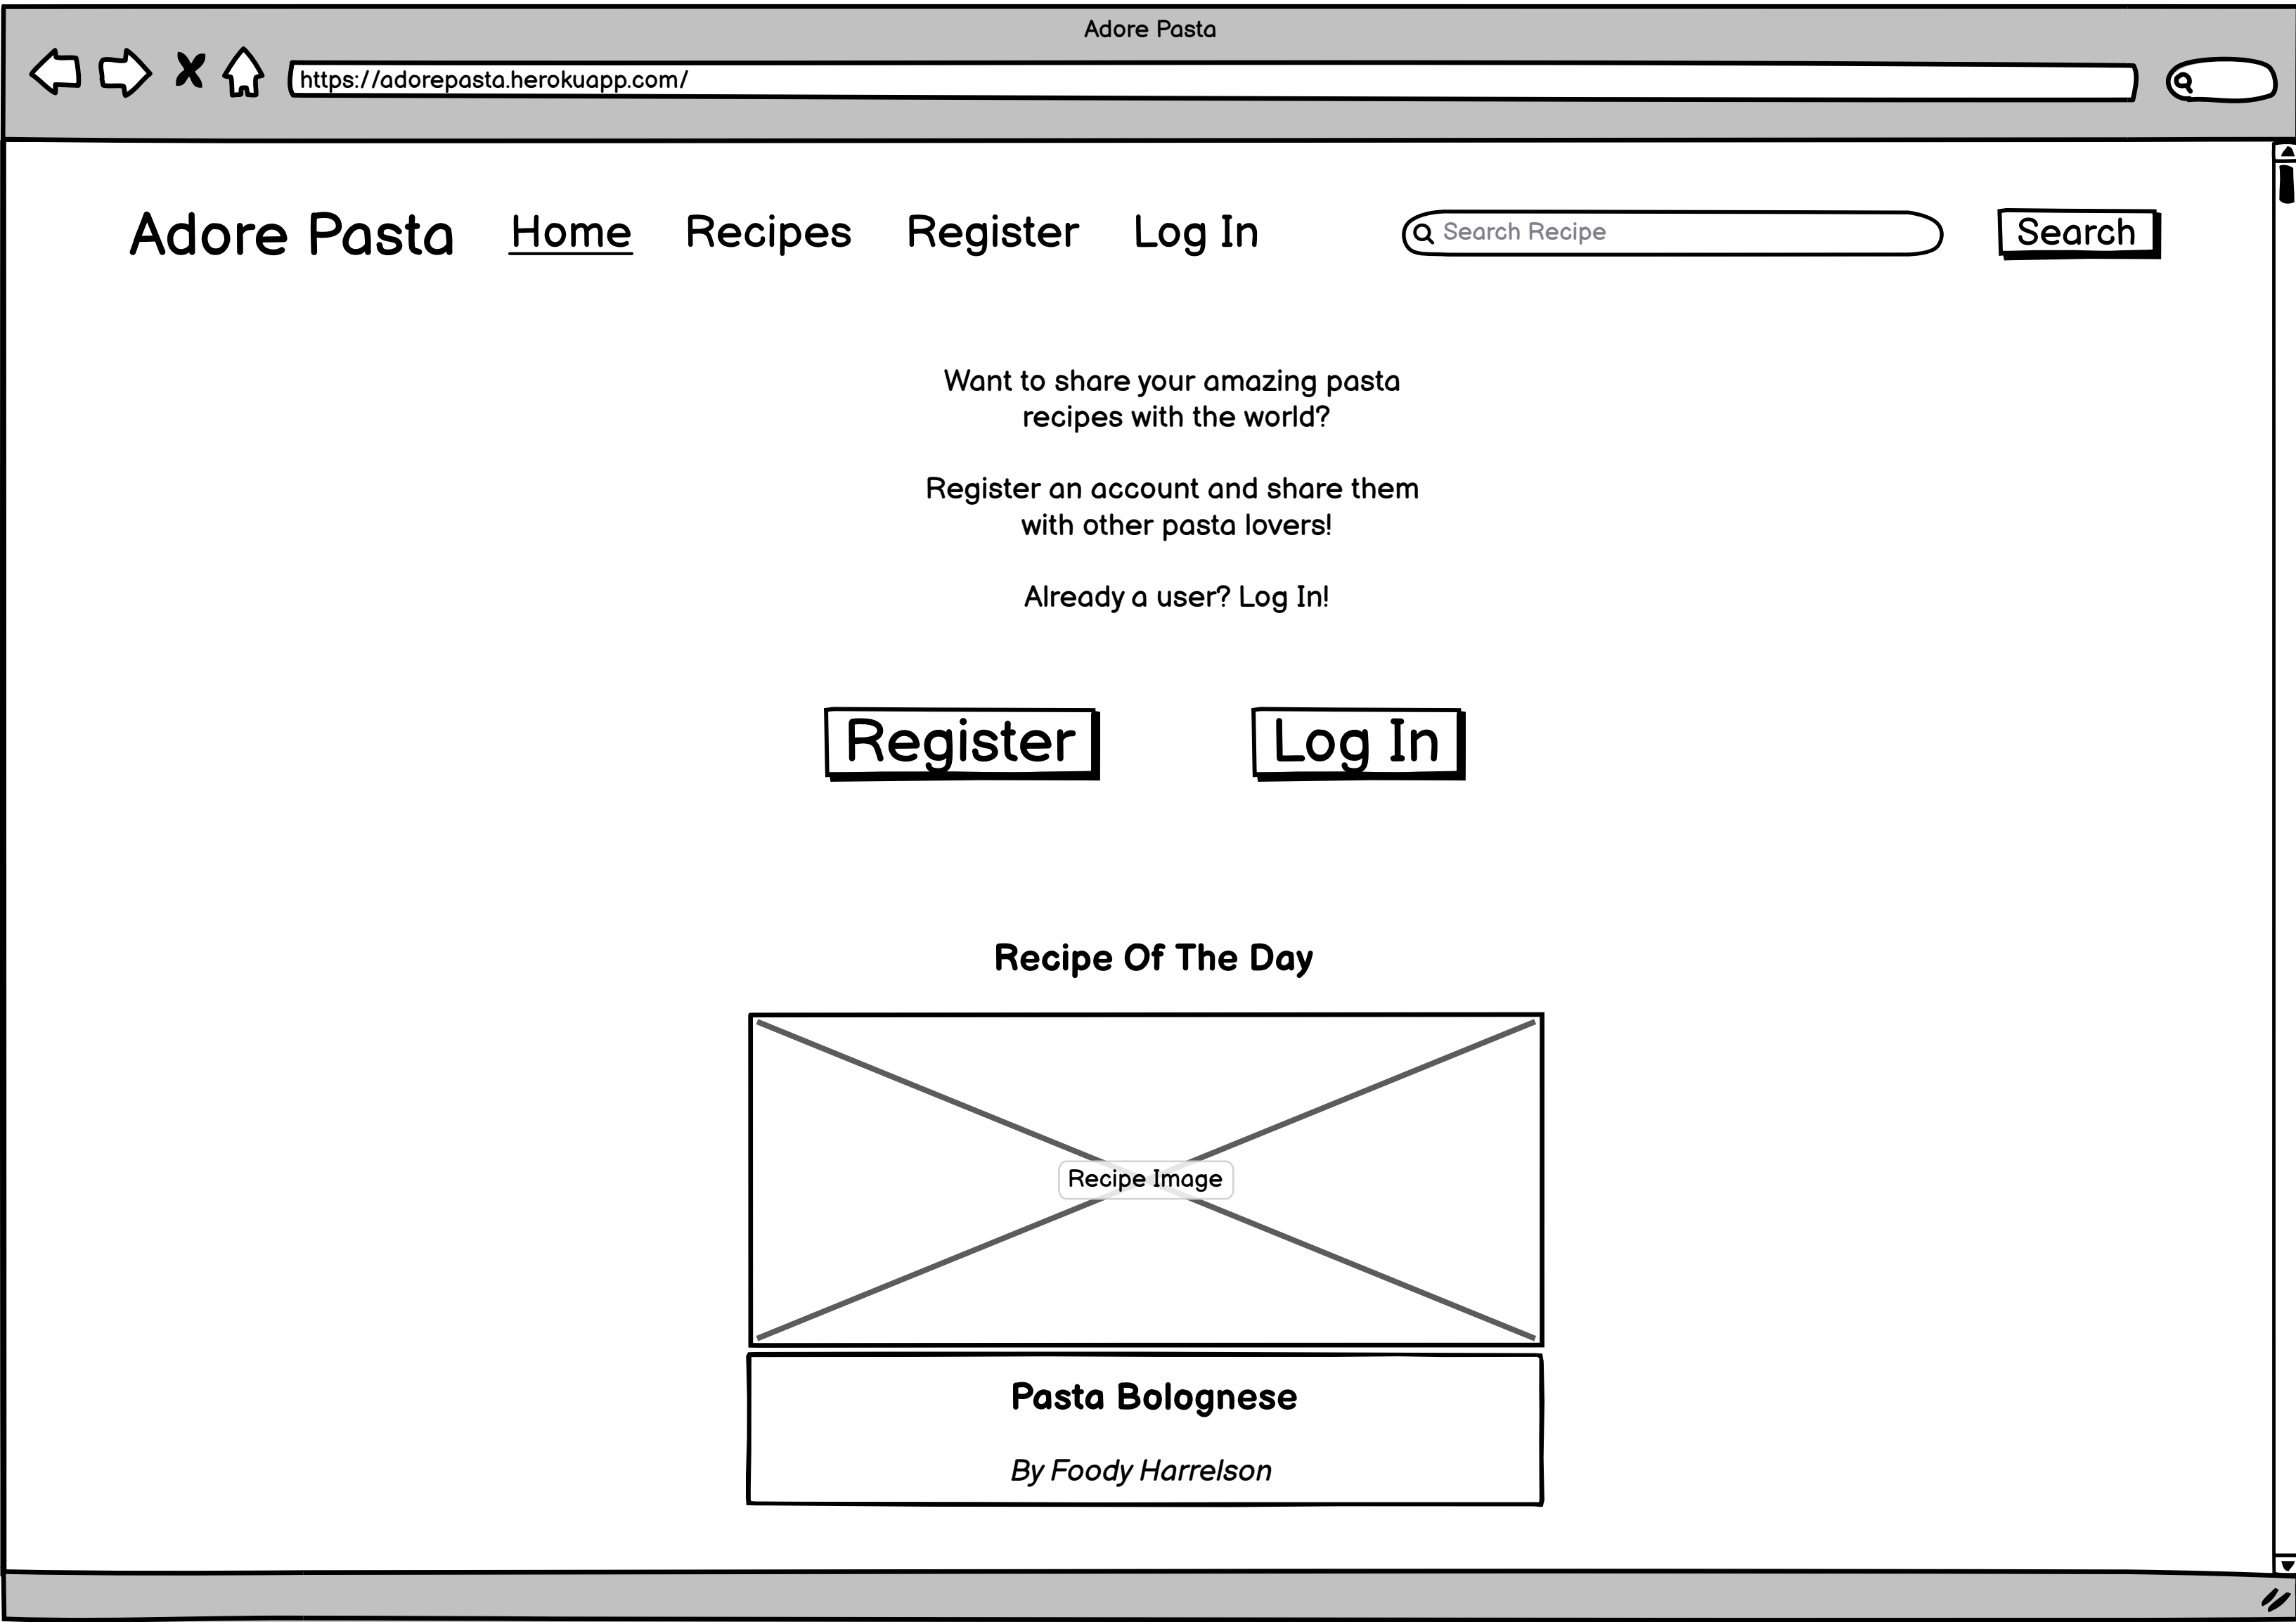 Adore Pasta
https://adorepasta.herokuapp.com/
Adore Pasta Home Recipes Register Log In Search Recipe Search
Want to share your amazing pasta
recipes with the world?
Register an account and share them
with other pasta lovers!
Already a user? Log In!
Register Log In
Recipe Of The Day
Recipe Image
Pasta Bolognese
By Foody Harrelson